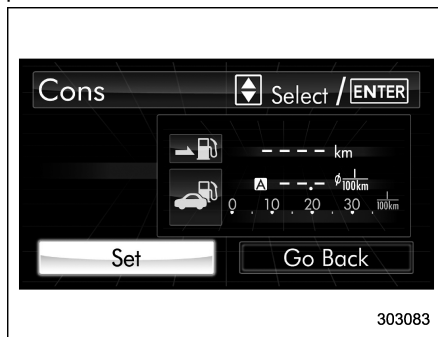 Cons Select / ENTER
---- km
A --.- ø l/100km
0 10 20 30 l/100km
Set Go Back
303083